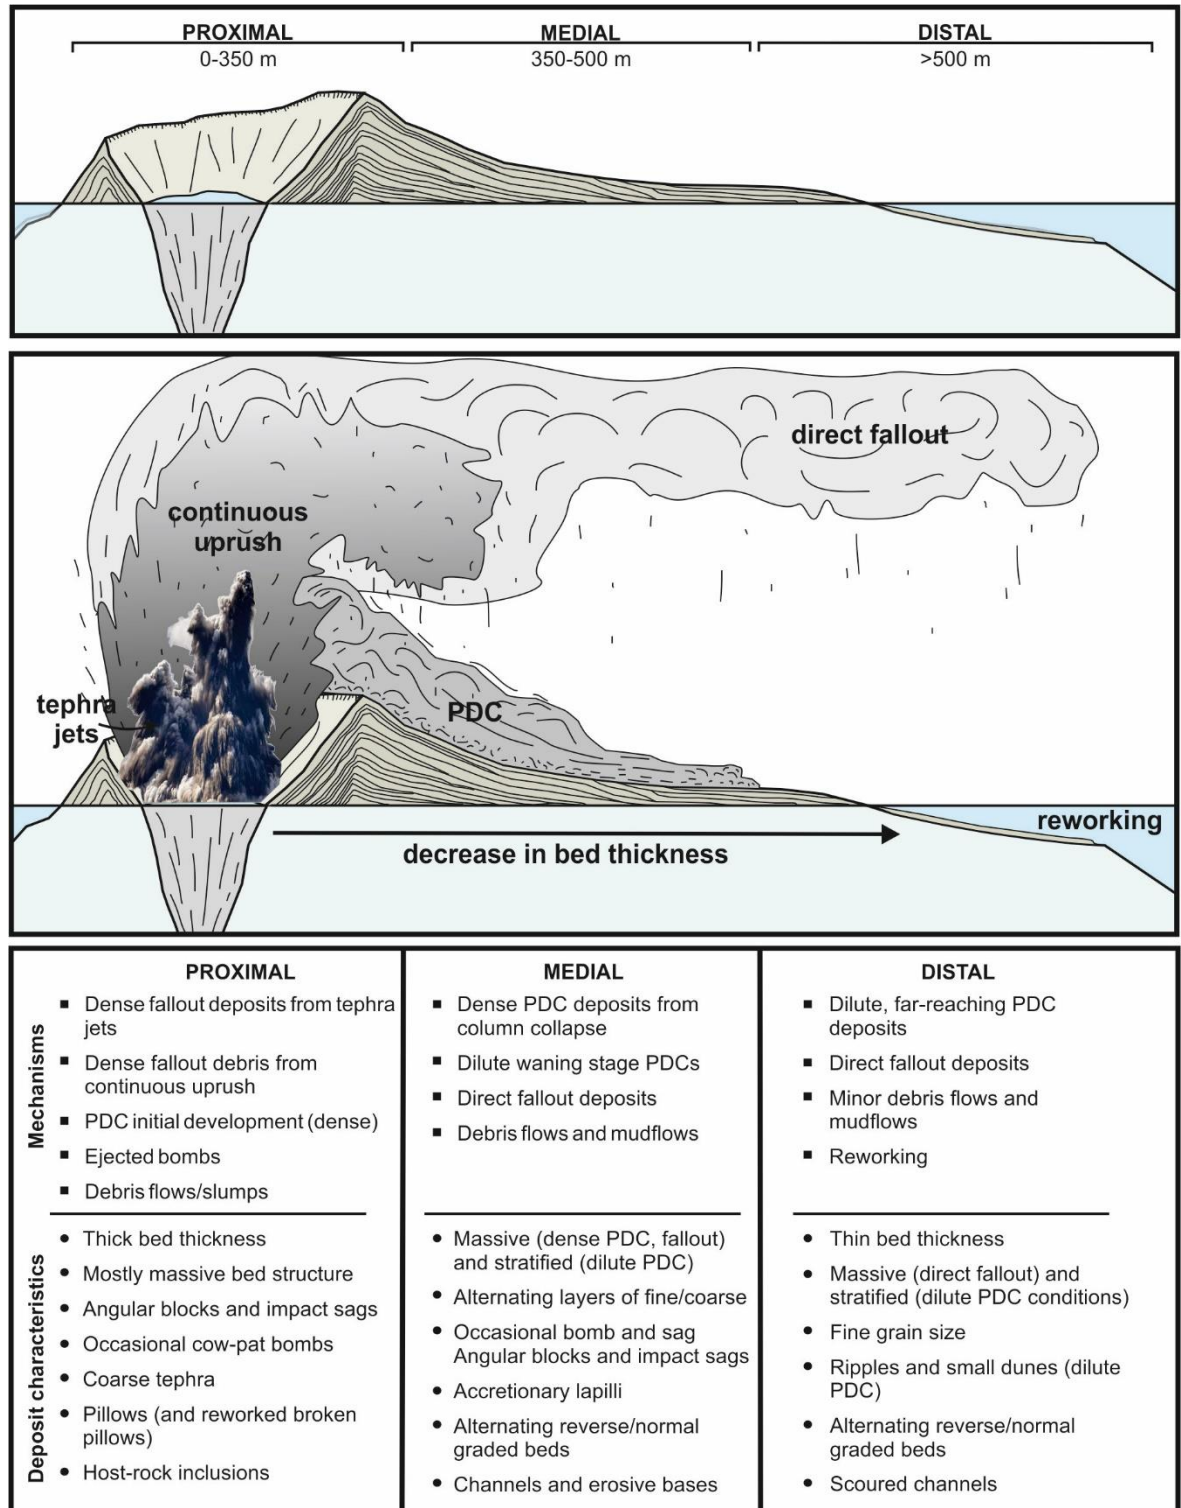 PROXIMAL
0-350 m
MEDIAL
350-500 m
DISTAL
>500 m
direct fallout
continuous
uprush
tephra
jets
PDC
reworking
decrease in bed thickness
PROXIMAL
Mechanisms
▪ Dense fallout deposits from tephra
jets
▪ Dense fallout debris from
continuous uprush
▪ PDC initial development (dense)
▪ Ejected bombs
▪ Debris flows/slumps
Deposit characteristics
• Thick bed thickness
• Mostly massive bed structure
• Angular blocks and impact sags
• Occasional cow-pat bombs
• Coarse tephra
• Pillows (and reworked broken
pillows)
• Host-rock inclusions
MEDIAL
▪ Dense PDC deposits from
column collapse
▪ Dilute waning stage PDCs
▪ Direct fallout deposits
▪ Debris flows and mudflows
• Massive (dense PDC, fallout)
and stratified (dilute PDC)
• Alternating layers of fine/coarse
• Occasional bomb and sag
Angular blocks and impact sags
• Accretionary lapilli
• Alternating reverse/normal
graded beds
• Channels and erosive bases
DISTAL
▪ Dilute, far-reaching PDC
deposits
▪ Direct fallout deposits
▪ Minor debris flows and
mudflows
▪ Reworking
• Thin bed thickness
• Massive (direct fallout) and
stratified (dilute PDC conditions)
• Fine grain size
• Ripples and small dunes (dilute
PDC)
• Alternating reverse/normal
graded beds
• Scoured channels